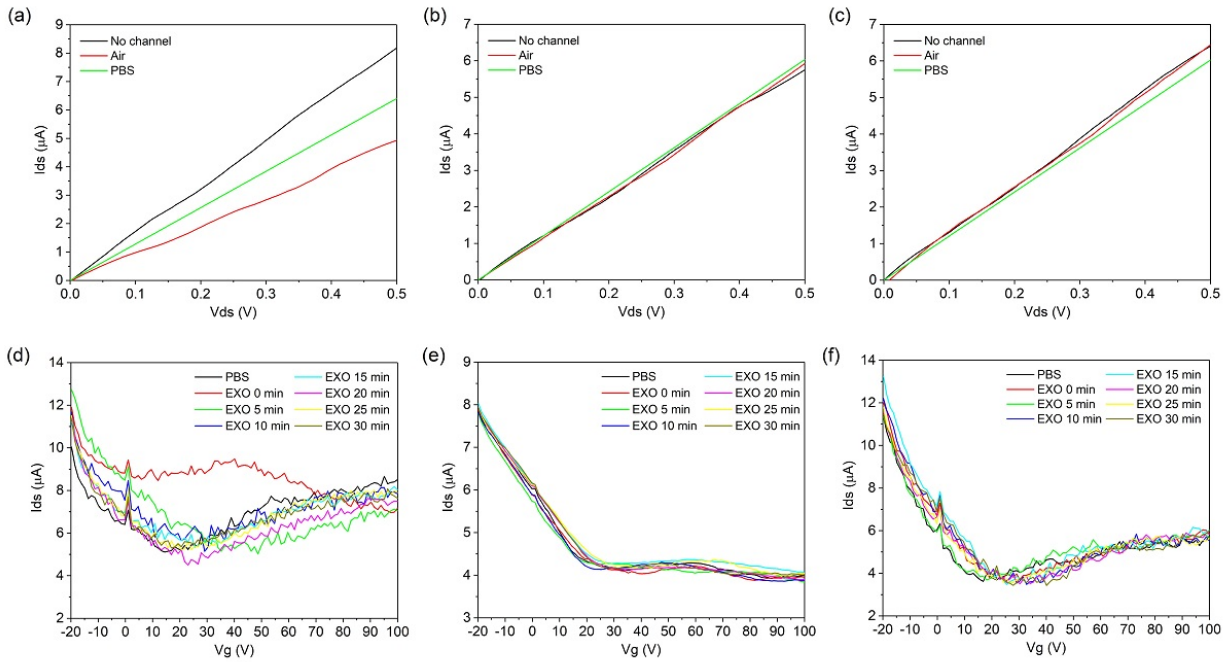 (a)
9
8
7
6
5
4
3
2
1
0
Ids (μA)
No channel
Air
PBS
0.0 0.1 0.2 0.3 0.4 0.5
Vds (V)
(b)
7
6
5
4
3
2
1
0
Ids (μA)
No channel
Air
PBS
0.0 0.1 0.2 0.3 0.4 0.5
Vds (V)
(c)
7
6
5
4
3
2
1
0
Ids (μA)
No channel
Air
PBS
0.0 0.1 0.2 0.3 0.4 0.5
Vds (V)
(d)
14
12
10
8
6
4
2
Ids (μA)
PBS EXO 15 min
EXO 0 min EXO 20 min
EXO 5 min EXO 25 min
EXO 10 min EXO 30 min
-20 -10 0 10 20 30 40 50 60 70 80 90 100
Vg (V)
(e)
9
8
7
6
5
4
3
Ids (μA)
PBS EXO 15 min
EXO 0 min EXO 20 min
EXO 5 min EXO 25 min
EXO 10 min EXO 30 min
-20 -10 0 10 20 30 40 50 60 70 80 90 100
Vg (V)
(f)
14
12
10
8
6
4
2
Ids (μA)
PBS EXO 15 min
EXO 0 min EXO 20 min
EXO 5 min EXO 25 min
EXO 10 min EXO 30 min
-20 -10 0 10 20 30 40 50 60 70 80 90 100
Vg (V)